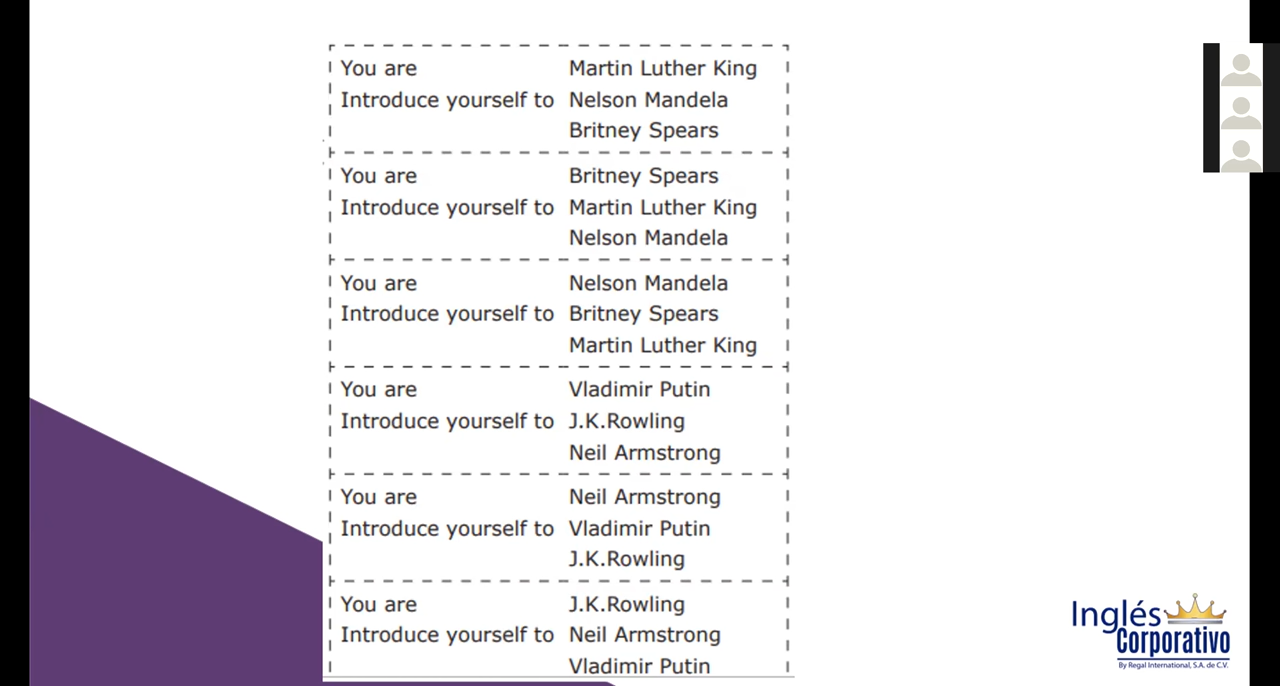 You are Martin Luther King
Introduce yourself to Nelson Mandela
Britney Spears
You are Britney Spears
Introduce yourself to Martin Luther King
Nelson Mandela
You are Nelson Mandela
Introduce yourself to Britney Spears
Martin Luther King
You are Vladimir Putin
Introduce yourself to J.K.Rowling
Neil Armstrong
You are Neil Armstrong
Introduce yourself to Vladimir Putin
J.K.Rowling
You are J.K.Rowling
Introduce yourself to Neil Armstrong
Vladimir Putin
Inglés
Corporativo
By Regal International, S.A. de C.V.